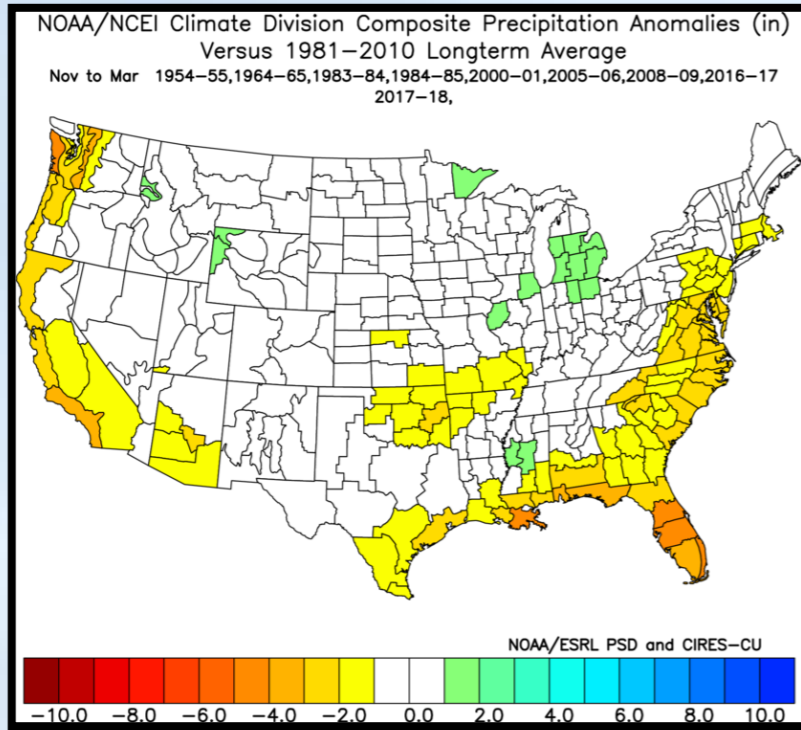 NOAA/NCEI Climate Division Composite Precipitation Anomalies (in)
Versus 1981−2010 Longterm Average
Nov to Mar 1954−55,1964−65,1983−84,1984−85,2000−01,2005−06,2008−09,2016−17
2017−18,
NOAA/ESRL PSD and CIRES−CU
−10.0 −8.0 −6.0 −4.0 −2.0 0.0 2.0 4.0 6.0 8.0 10.0